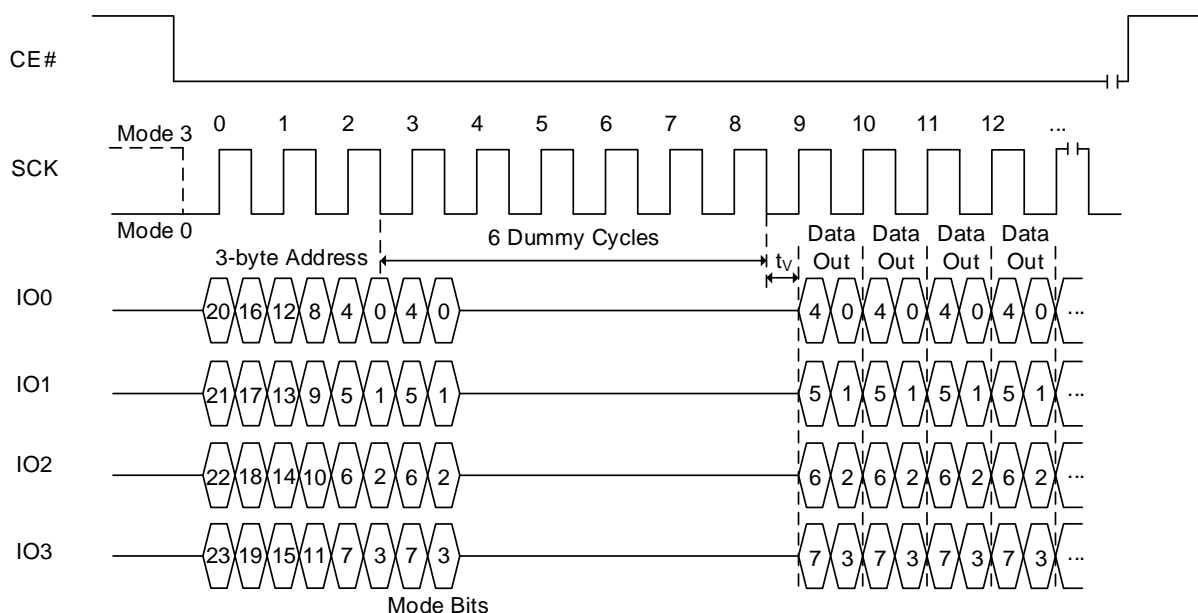 CE#
0 1 2 3 4 5 6 7 8 9 10 11 12 ...
Mode 3
SCK
Mode 0
6 Dummy Cycles
3-byte Address
tV
Data Out Data Out Data Out Data Out
IO0 20 16 12 8 4 0 4 0 4 0 4 0 4 0 4 0 ...
IO1 21 17 13 9 5 1 5 1 5 1 5 1 5 1 5 1 ...
IO2 22 18 14 10 6 2 6 2 6 2 6 2 6 2 6 2 ...
IO3 23 19 15 11 7 3 7 3 7 3 7 3 7 3 7 3 ...
Mode Bits